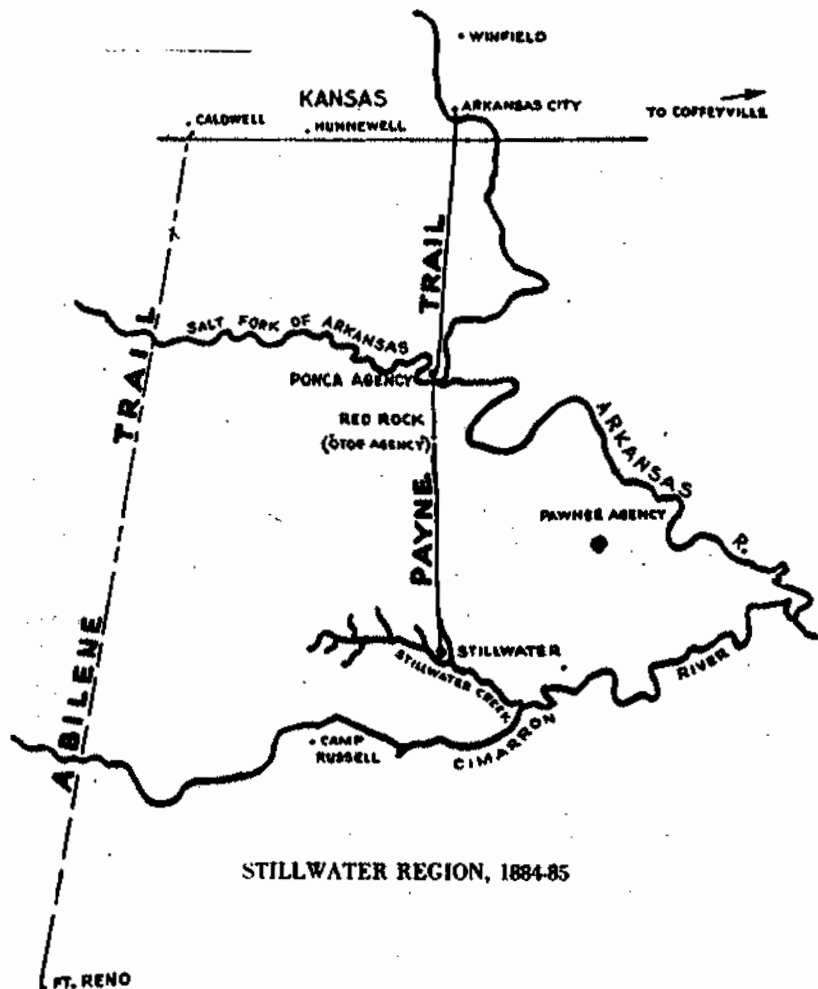 WINFIELD
KANSAS
ARKANSAS CITY
TO COFFEYVILLE
CALDWELL
HUNNEWELL
TRAIL
SALT FORK OF ARKANSAS
TRAIL
PONCA AGENCY
RED ROCK
(OTOE AGENCY)
ARKANSAS R.
PAYNE
PAWNEE AGENCY
STILLWATER
STILLWATER CREEK
RIVER
ABILENE
CAMP
RUSSELL
CIMARRON
STILLWATER REGION, 1884-85
FT. RENO